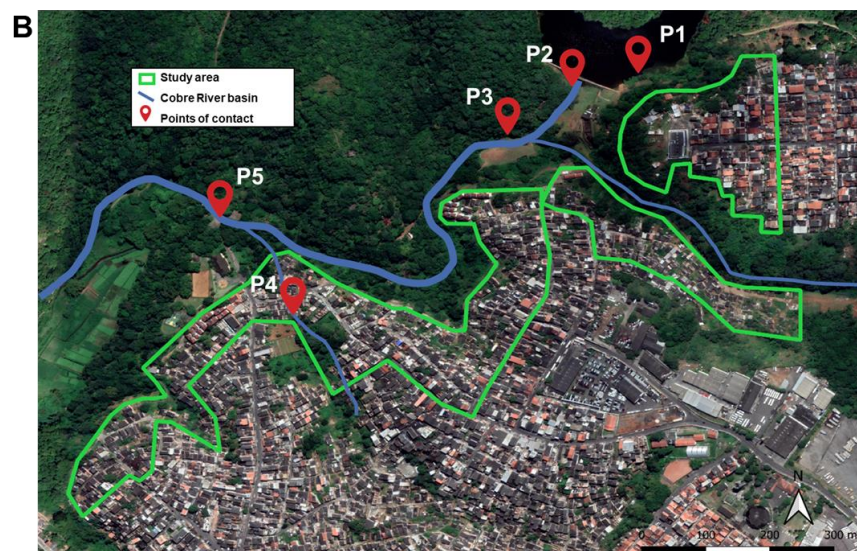 B
P1
P2
P3
Study area
Cobre River basin
Points of contact
P5
P4
N
0 100 200 300 m